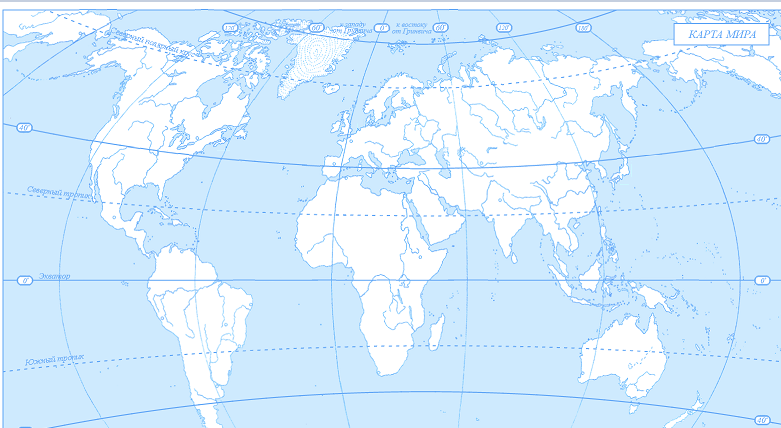 120°
60°
к западу
от Гринвича
0°
к востоку
от Гринвича
60°
120°
180°
КАРТА МИРА
Северный полярный круг
40°
40°
Северный тропик
0°
Экватор
0°
Южный тропик
40°